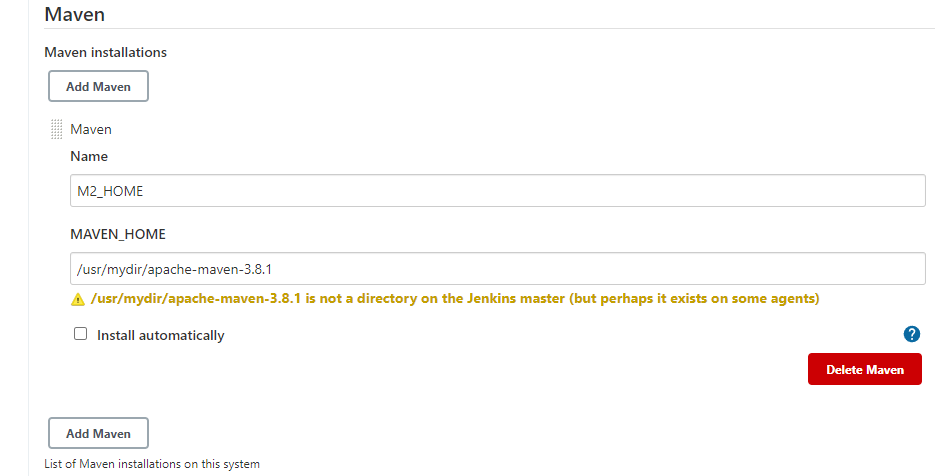 Maven
Maven installations
Add Maven
Maven
Name
M2_HOME
MAVEN_HOME
/usr/mydir/apache-maven-3.8.1
/usr/mydir/apache-maven-3.8.1 is not a directory on the Jenkins master (but perhaps it exists on some agents)
Install automatically
?
Delete Maven
Add Maven
List of Maven installations on this system